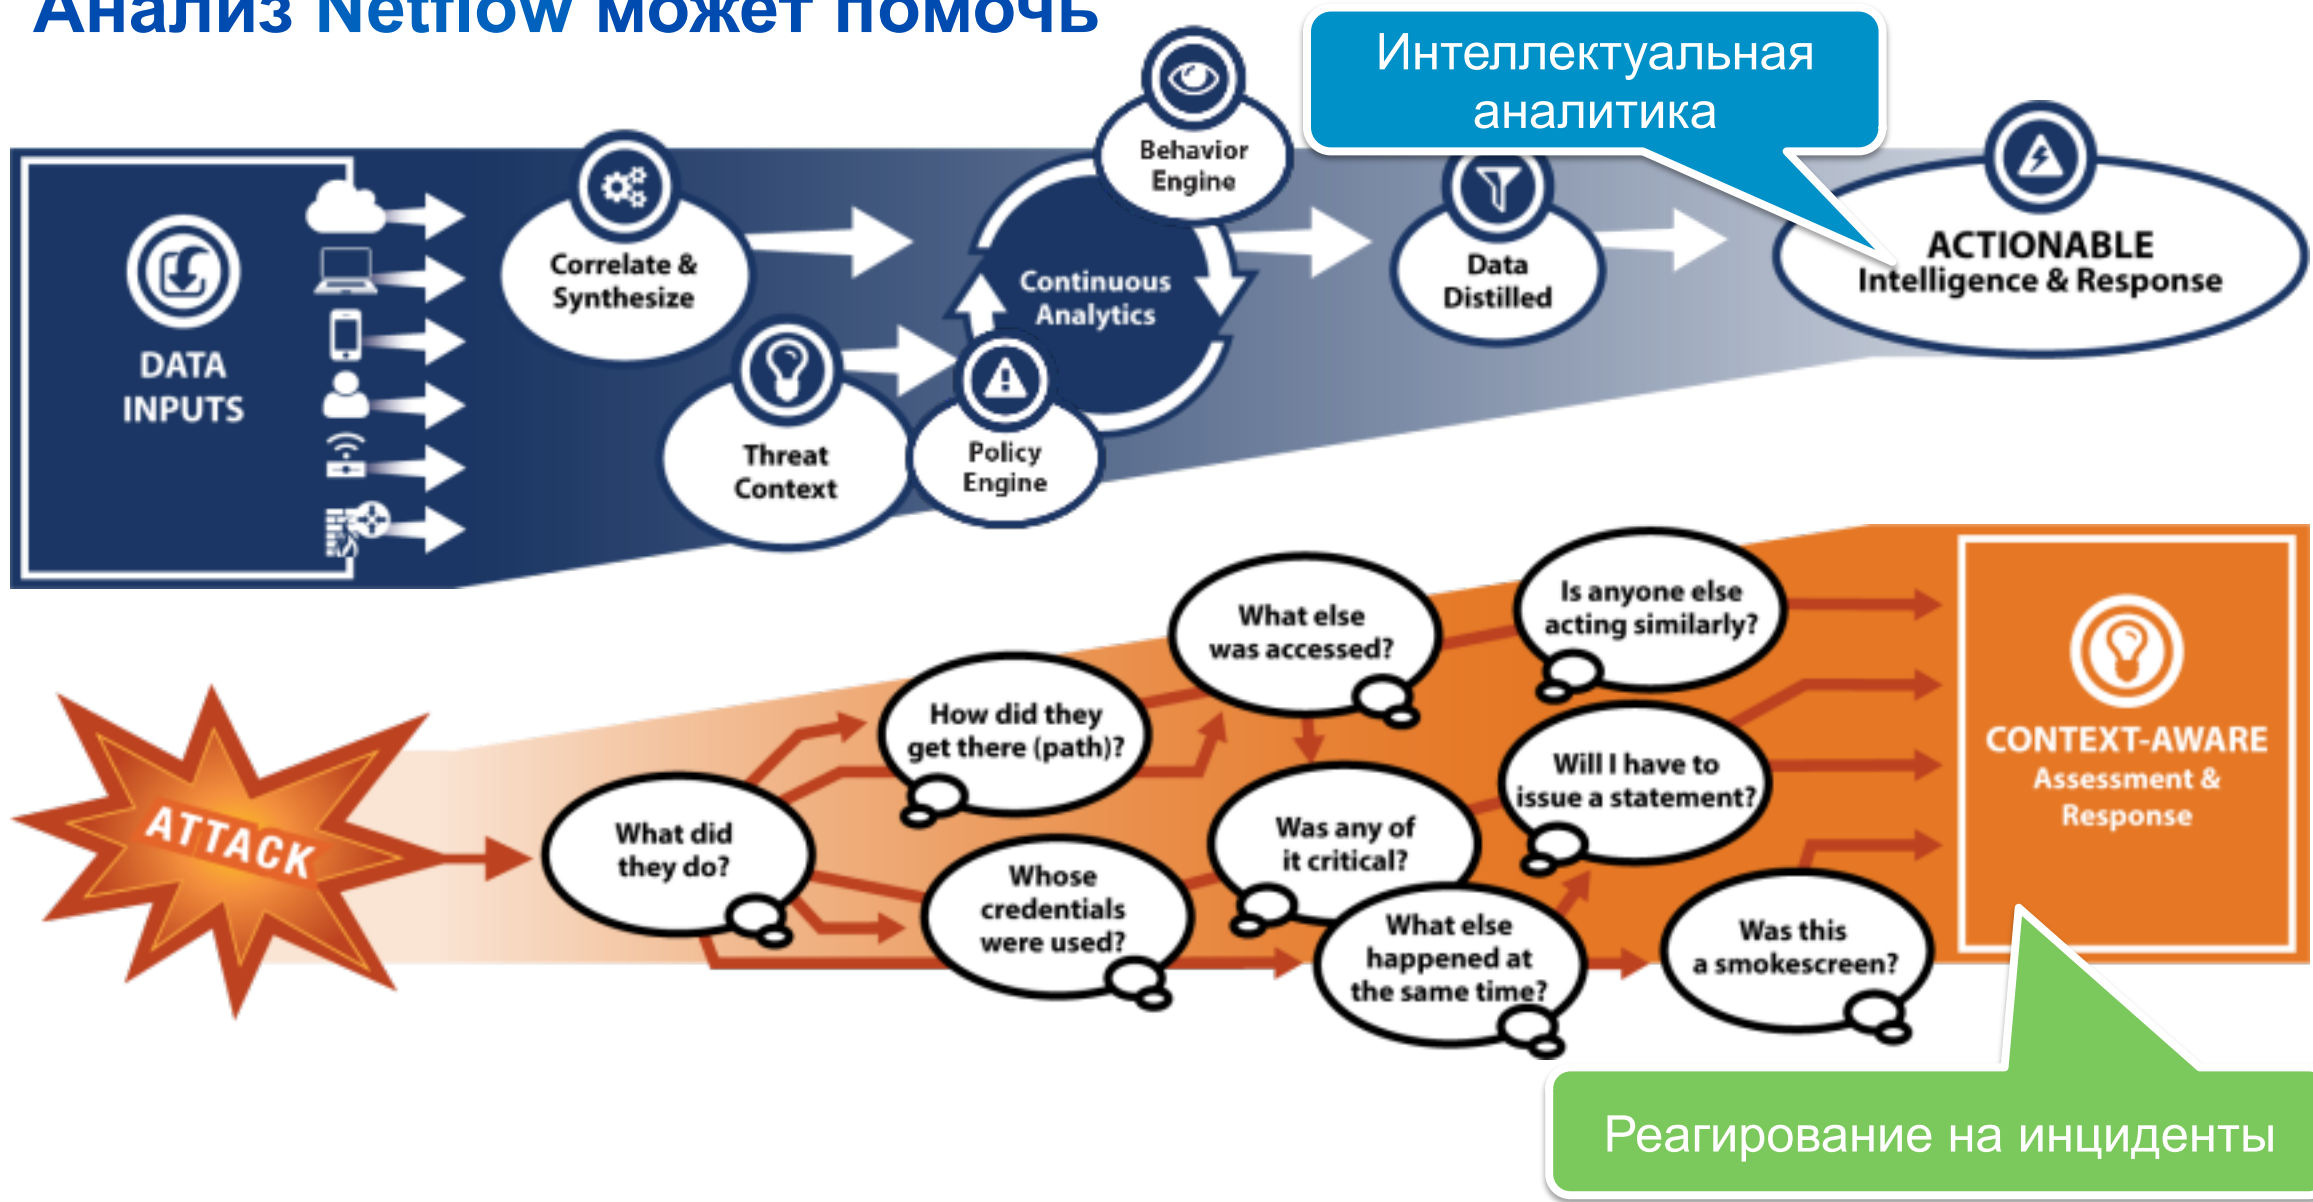 Анализ Netflow может помочь
Интеллектуальная
аналитика
Behavior
Engine
DATA
INPUTS
Correlate &
Synthesize
Continuous
Analytics
Threat
Context
Policy
Engine
Data
Distilled
ACTIONABLE
Intelligence & Response
ATTACK
What did
they do?
How did they
get there (path)?
Whose
credentials
were used?
What else
was accessed?
Was any of
it critical?
What else
happened at
the same time?
Is anyone else
acting similarly?
Will I have to
issue a statement?
Was this
a smokescreen?
CONTEXT-AWARE
Assessment &
Response
Реагирование на инциденты